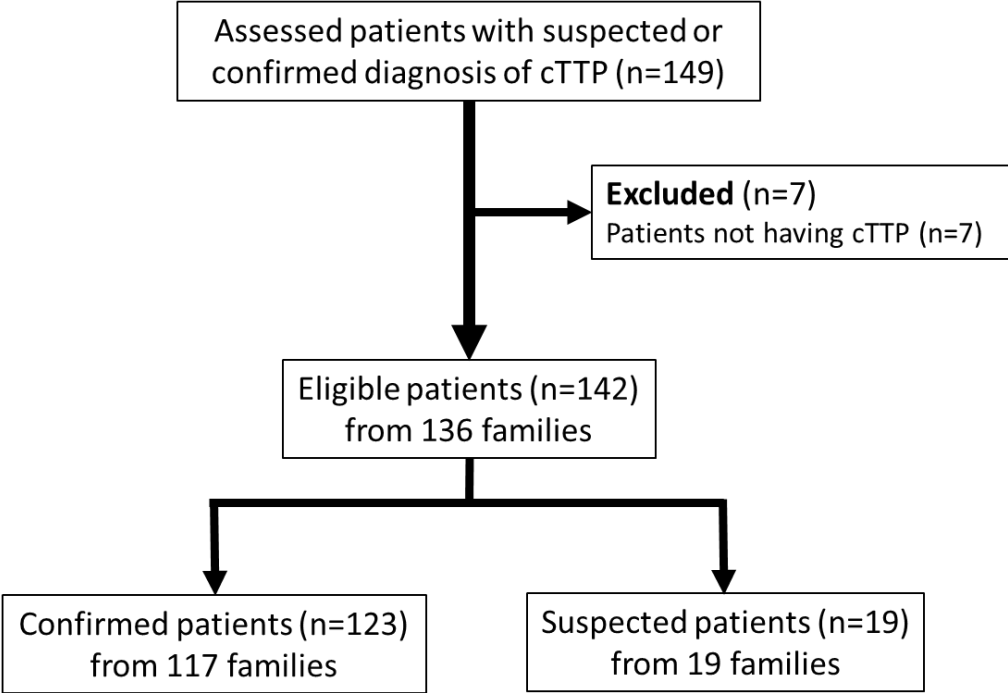 Assessed patients with suspected or
confirmed diagnosis of cTTP (n=149)
Excluded (n=7)
Patients not having cTTP (n=7)
Eligible patients (n=142)
from 136 families
Confirmed patients (n=123)
from 117 families
Suspected patients (n=19)
from 19 families